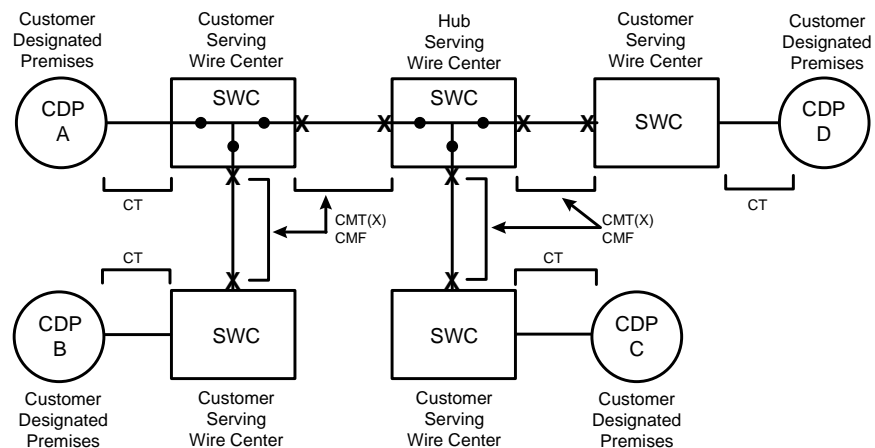 Customer
Designated
Premises
Customer
Serving
Wire Center
Hub
Serving
Wire Center
Customer
Serving
Wire Center
Customer
Designated
Premises
CDP
A
SWC
X
X
SWC
X
X
SWC
CDP
D
X
X
CT
CMT(X)
CMF
CMT(X)
CMF
CT
CT
CT
X
X
CDP
B
SWC
SWC
CDP
C
Customer
Designated
Premises
Customer
Serving
Wire Center
Customer
Serving
Wire Center
Customer
Designated
Premises